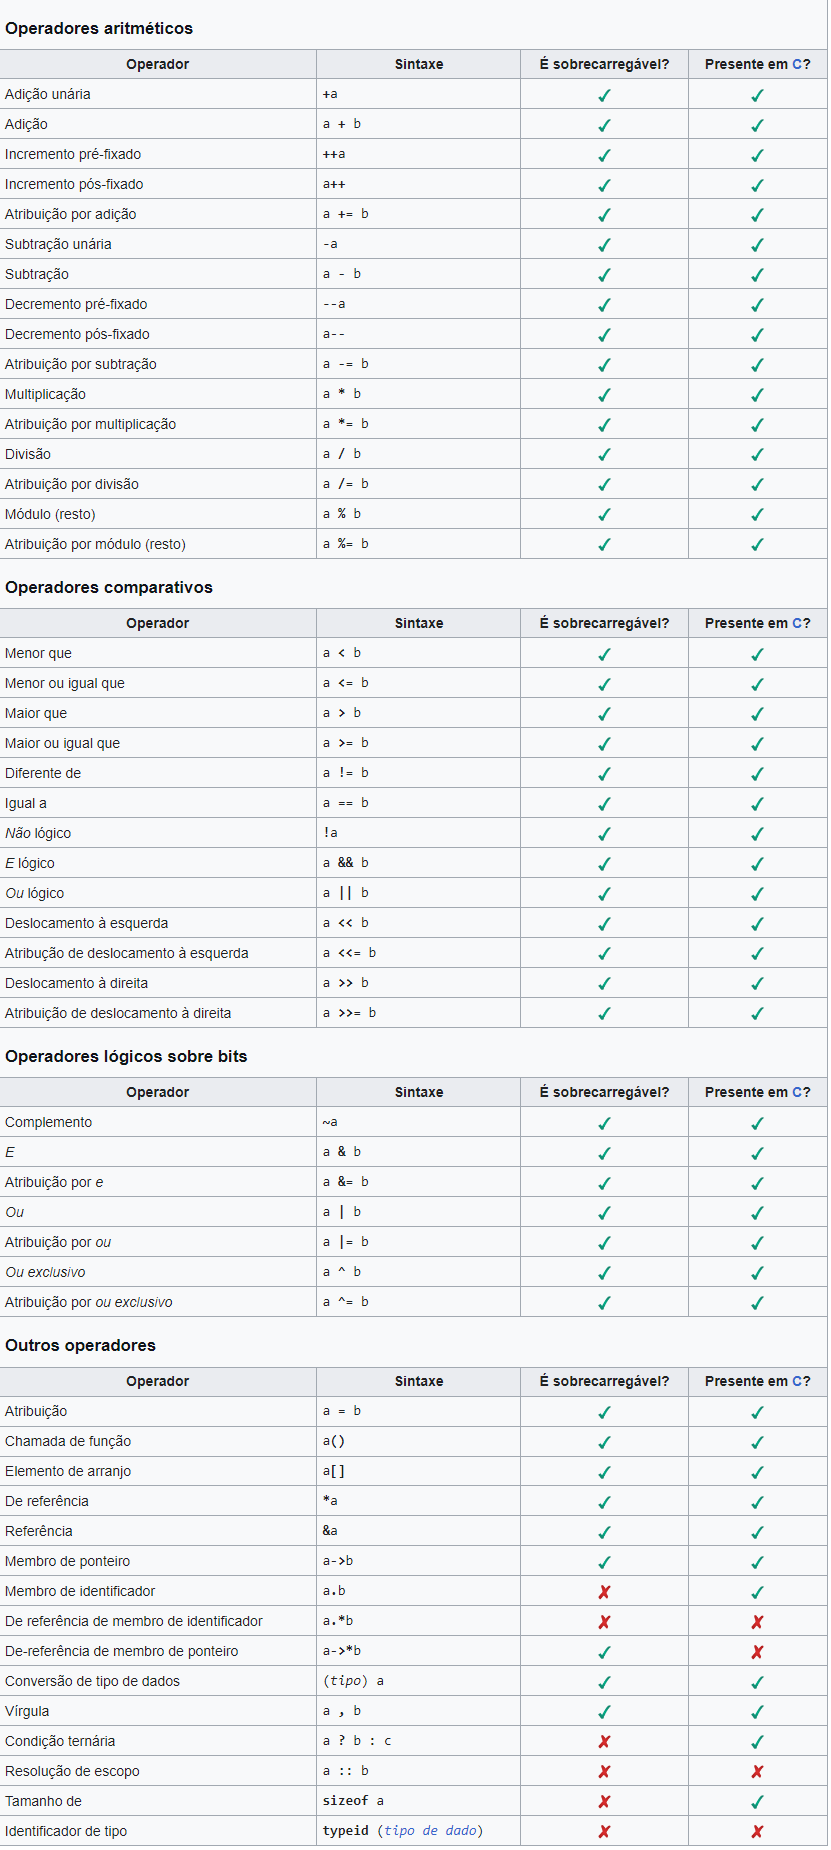 Operadores aritméticos
Operador Sintaxe É sobrecarregável? Presente em C?
Adição unária +a ✓ ✓
Adição a + b ✓ ✓
Incremento pré-fixado ++a ✓ ✓
Incremento pós-fixado a++ ✓ ✓
Atribuição por adição a += b ✓ ✓
Subtração unária -a ✓ ✓
Subtração a - b ✓ ✓
Decremento pré-fixado --a ✓ ✓
Decremento pós-fixado a-- ✓ ✓
Atribuição por subtração a -= b ✓ ✓
Multiplicação a * b ✓ ✓
Atribuição por multiplicação a *= b ✓ ✓
Divisão a / b ✓ ✓
Atribuição por divisão a /= b ✓ ✓
Módulo (resto) a % b ✓ ✓
Atribuição por módulo (resto) a %= b ✓ ✓
Operadores comparativos
Operador Sintaxe É sobrecarregável? Presente em C?
Menor que a < b ✓ ✓
Menor ou igual que a <= b ✓ ✓
Maior que a > b ✓ ✓
Maior ou igual que a >= b ✓ ✓
Diferente de a != b ✓ ✓
Igual a a == b ✓ ✓
Não lógico !a ✓ ✓
E lógico a && b ✓ ✓
Ou lógico a || b ✓ ✓
Deslocamento à esquerda a << b ✓ ✓
Atribução de deslocamento à esquerda a <<= b ✓ ✓
Deslocamento à direita a >> b ✓ ✓
Atribuição de deslocamento à direita a >>= b ✓ ✓
Operadores lógicos sobre bits
Operador Sintaxe É sobrecarregável? Presente em C?
Complemento ~a ✓ ✓
E a & b ✓ ✓
Atribuição por e a &= b ✓ ✓
Ou a | b ✓ ✓
Atribuição por ou a |= b ✓ ✓
Ou exclusivo a ^ b ✓ ✓
Atribuição por ou exclusivo a ^= b ✓ ✓
Outros operadores
Operador Sintaxe É sobrecarregável? Presente em C?
Atribuição a = b ✓ ✓
Chamada de função a() ✓ ✓
Elemento de arranjo a[] ✓ ✓
De referência *a ✓ ✓
Referência &a ✓ ✓
Membro de ponteiro a->b ✓ ✓
Membro de identificador a.b ✗ ✓
De referência de membro de identificador a.*b ✗ ✗
De-referência de membro de ponteiro a->*b ✓ ✗
Conversão de tipo de dados (tipo) a ✓ ✓
Vírgula a , b ✓ ✓
Condição ternária a ? b : c ✗ ✓
Resolução de escopo a :: b ✗ ✗
Tamanho de sizeof a ✗ ✓
Identificador de tipo typeid (tipo de dado) ✗ ✗